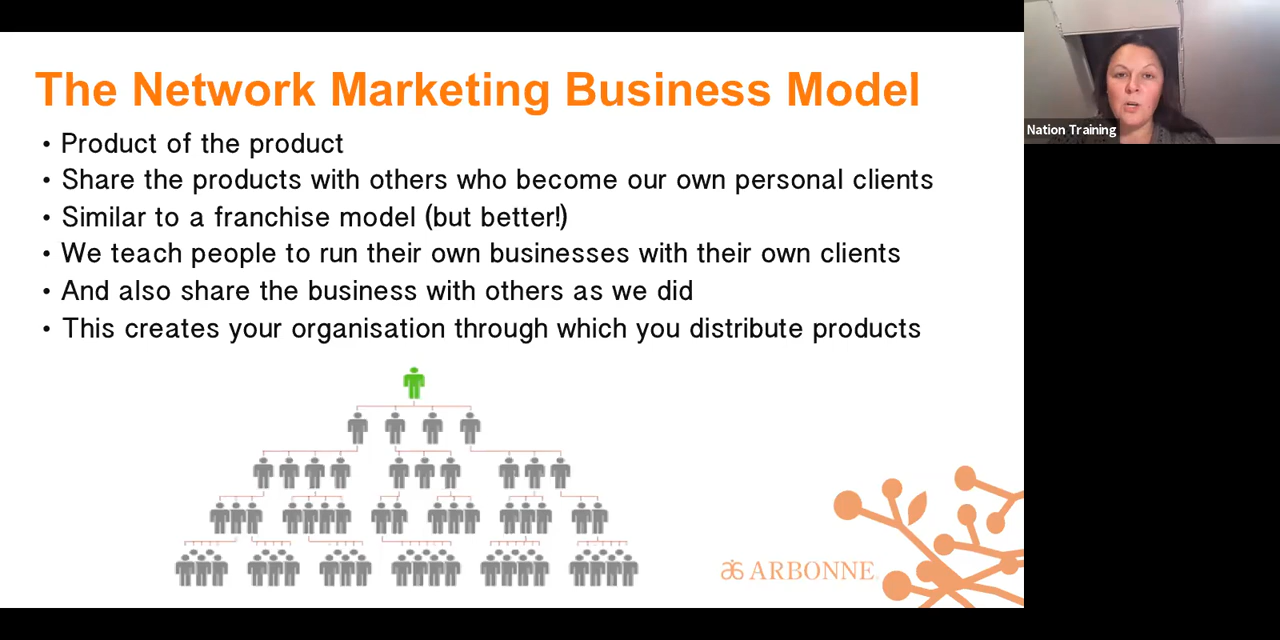 The Network Marketing Business Model
• Product of the product
• Share the products with others who become our own personal clients
• Similar to a franchise model (but better!)
• We teach people to run their own businesses with their own clients
• And also share the business with others as we did
• This creates your organisation through which you distribute products
ARBONNE
Nation Training